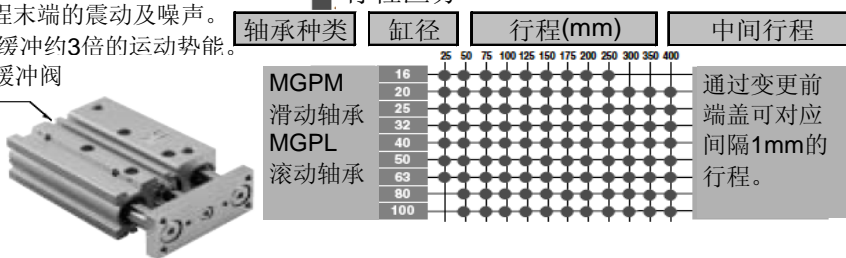 程末端的震动及噪声。
缓冲约3倍的运动势能。
缓冲阀
轴承种类 缸径 行程(mm) 中间行程
25 50 75 100 125 150 175 200 250 300 350 400
MGPM
滑动轴承
MGPL
滚动轴承
16
20
25
32
40
50
63
80
100
通过变更前
端盖可对应
间隔1mm的
行程。